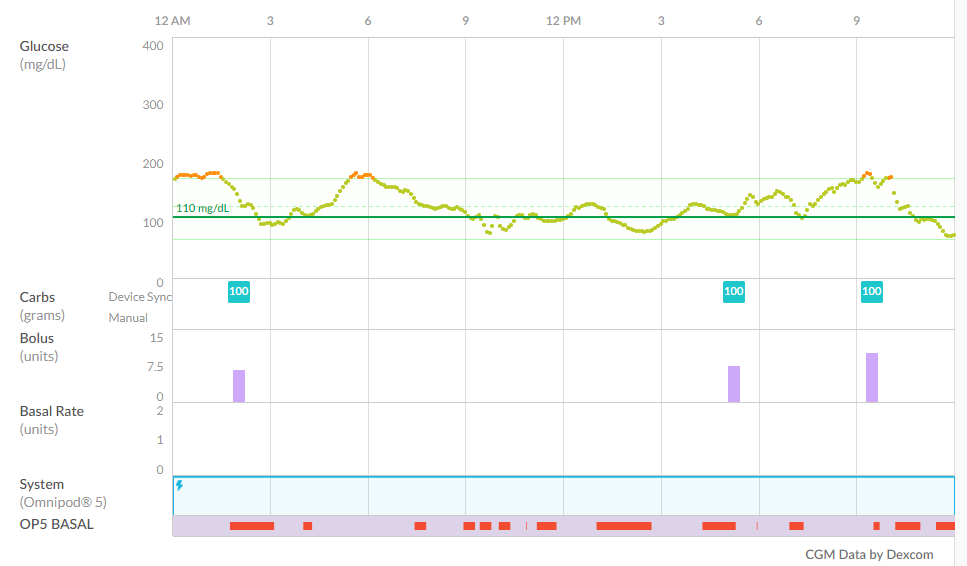 12 AM 3 6 9 12 PM 3 6 9
Glucose
(mg/dL)
400
300
200
110 mg/dL
100
0
Carbs
(grams)
Device Sync
Manual
100 100 100
Bolus
(units)
15
7.5
0
Basal Rate
(units)
2
1
0
System
(Omnipod® 5)
OP5 BASAL
CGM Data by Dexcom